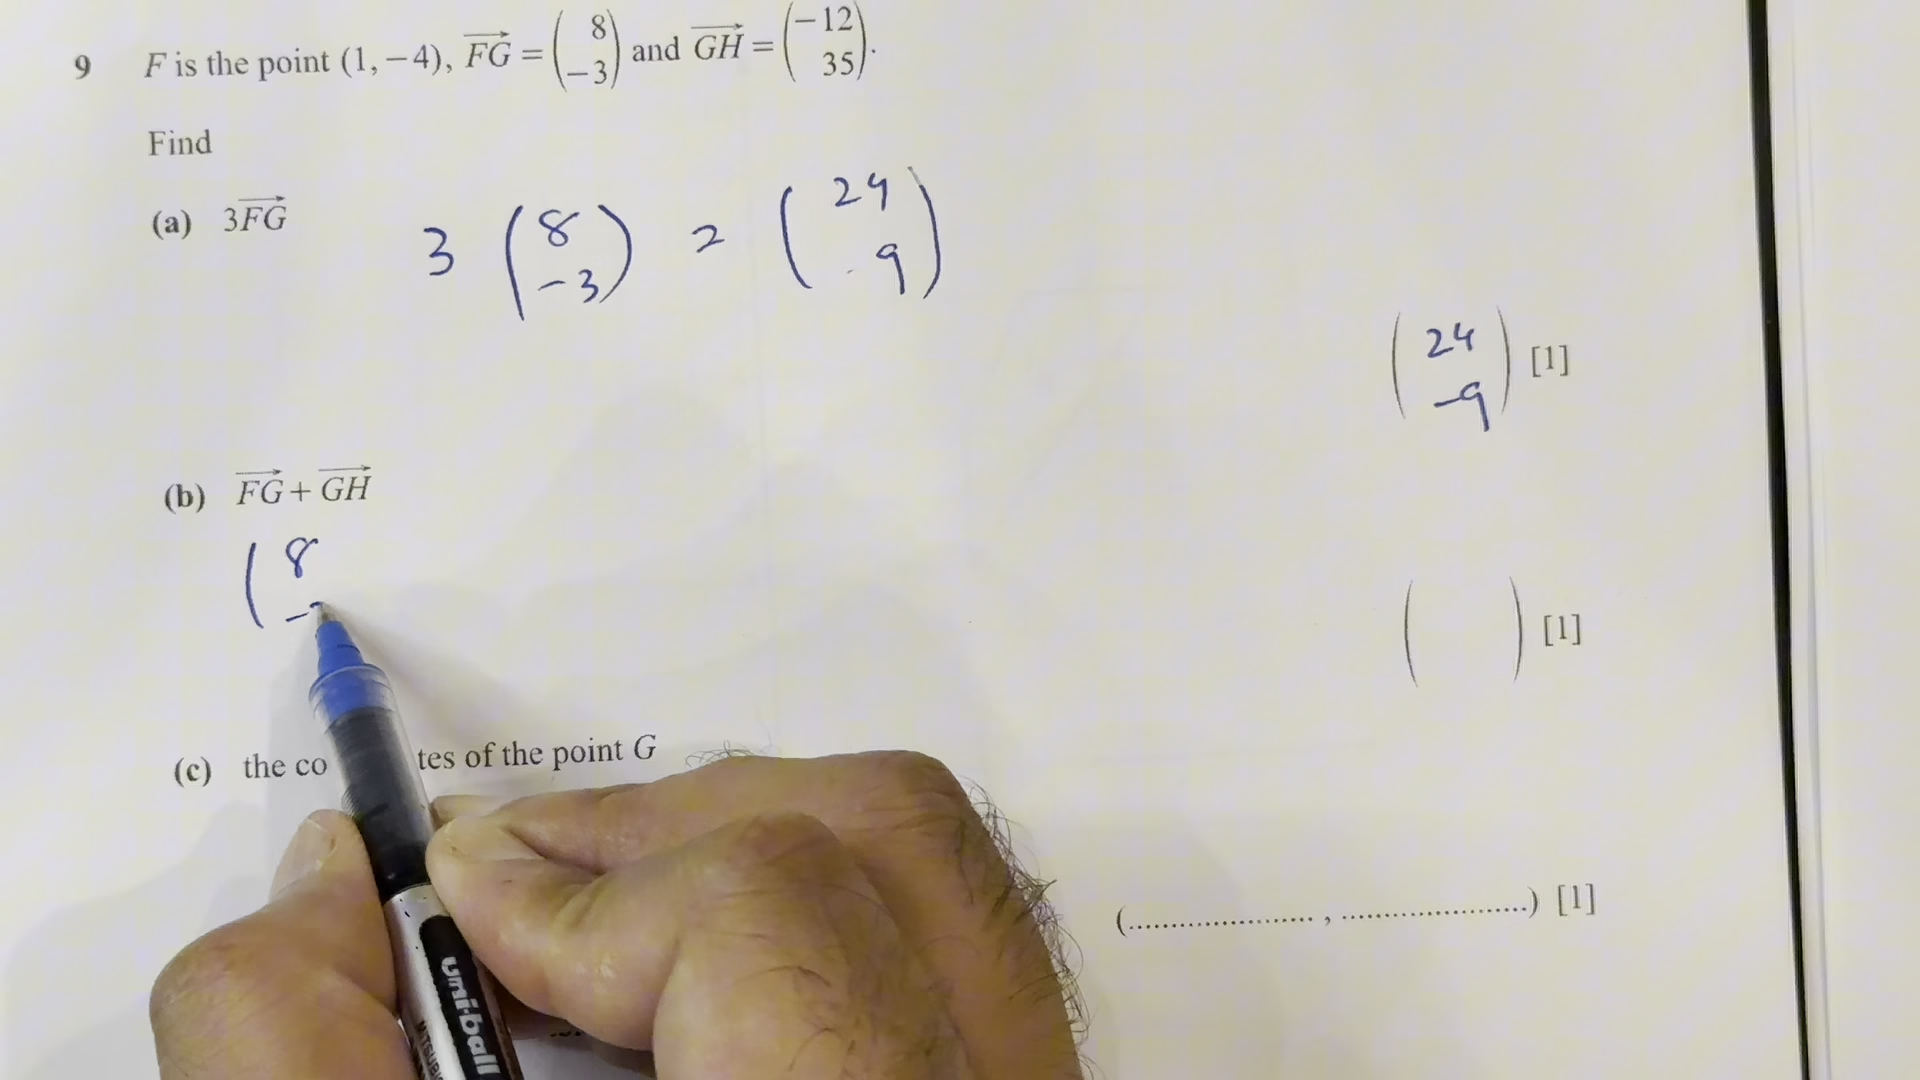 9 F is the point (1, −4), FG = (8 −3) and GH = (−12 35).
Find
(a) 3FG
3 (8 −3) = (24 9)
(24 −9) [1]
(b) FG + GH
(8 −
( ) [1]
(c) the co tes of the point G
(...................... , ........................) [1]
uni-ball